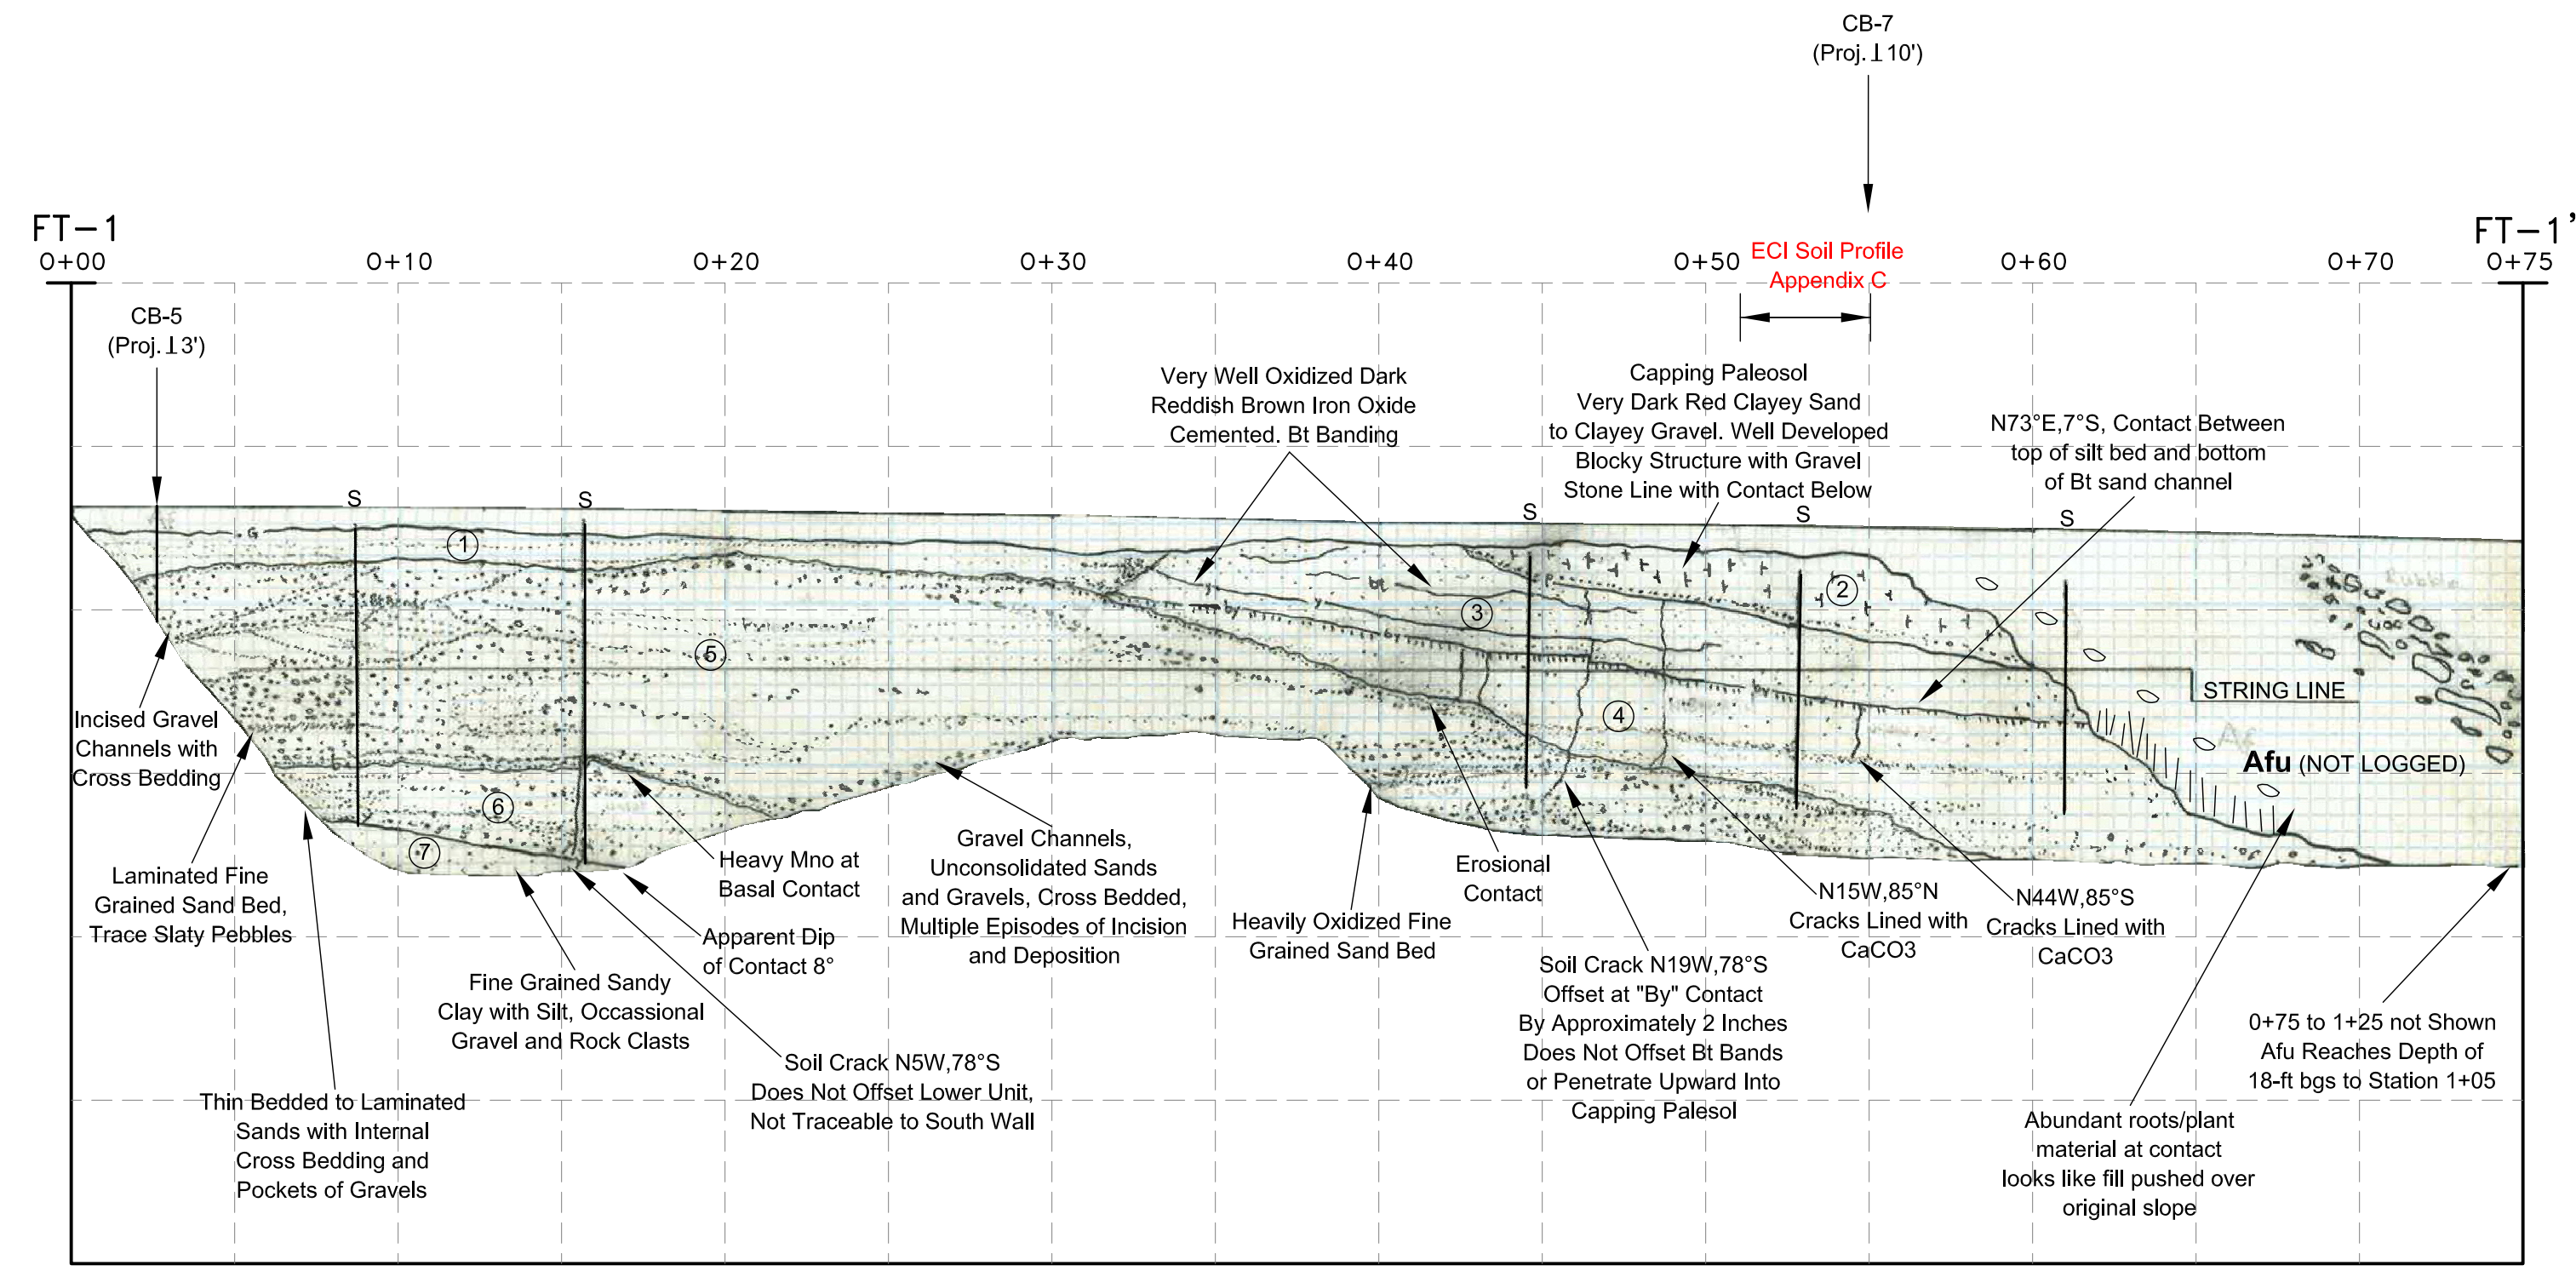 CB-7
(Proj.⊥10')
FT-1
FT-1'
0+00
0+10
0+20
0+30
0+40
0+50
0+60
0+70
0+75
ECI Soil Profile
Appendix C
CB-5
(Proj.⊥3')
Very Well Oxidized Dark
Reddish Brown Iron Oxide
Cemented. Bt Banding
Capping Paleosol
Very Dark Red Clayey Sand
to Clayey Gravel. Well Developed
Blocky Structure with Gravel
Stone Line with Contact Below
N73°E,7°S, Contact Between
top of silt bed and bottom
of Bt sand channel
S
S
S
S
S
G
1
2
3
4
5
6
7
bt
by
by
by
STRING LINE
Rubble
Af
Afu (NOT LOGGED)
Incised Gravel
Channels with
Cross Bedding
Laminated Fine
Grained Sand Bed,
Trace Slaty Pebbles
Thin Bedded to Laminated
Sands with Internal
Cross Bedding and
Pockets of Gravels
Fine Grained Sandy
Clay with Silt, Occassional
Gravel and Rock Clasts
Heavy Mno at
Basal Contact
Apparent Dip
of Contact 8°
Soil Crack N5W,78°S
Does Not Offset Lower Unit,
Not Traceable to South Wall
Gravel Channels,
Unconsolidated Sands
and Gravels, Cross Bedded,
Multiple Episodes of Incision
and Deposition
Heavily Oxidized Fine
Grained Sand Bed
Erosional
Contact
Soil Crack N19W,78°S
Offset at "By" Contact
By Approximately 2 Inches
Does Not Offset Bt Bands
or Penetrate Upward Into
Capping Palesol
N15W,85°N
Cracks Lined with
CaCO3
N44W,85°S
Cracks Lined with
CaCO3
Abundant roots/plant
material at contact
looks like fill pushed over
original slope
0+75 to 1+25 not Shown
Afu Reaches Depth of
18-ft bgs to Station 1+05